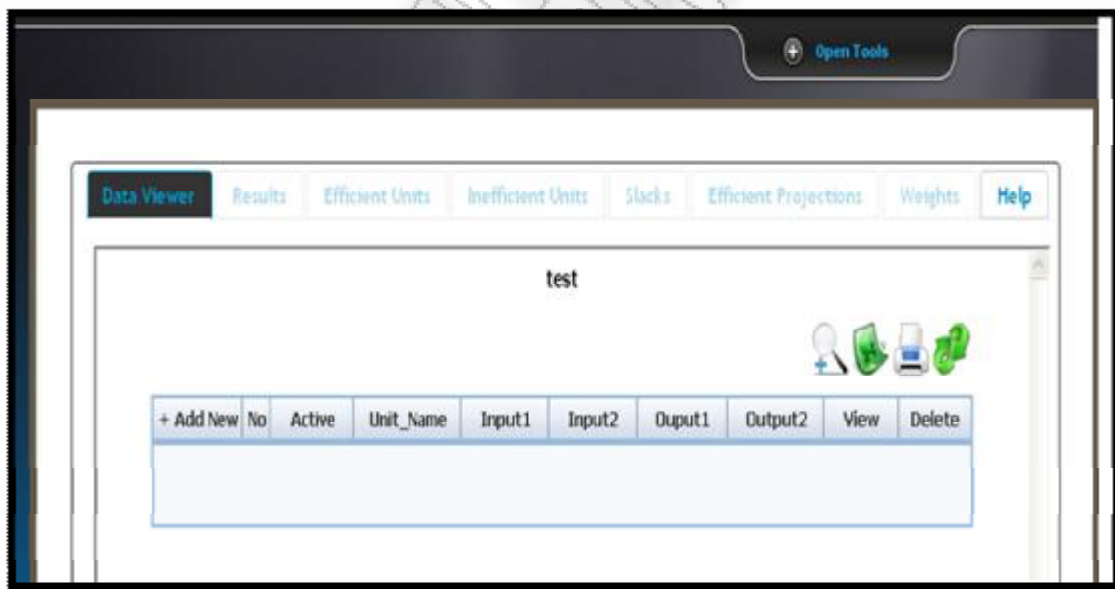 Open Tools
Data Viewer Results Efficient Units Inefficient Units Slacks Efficient Projections Weights Help
test
+ Add New No Active Unit_Name Input1 Input2 Ouput1 Output2 View Delete